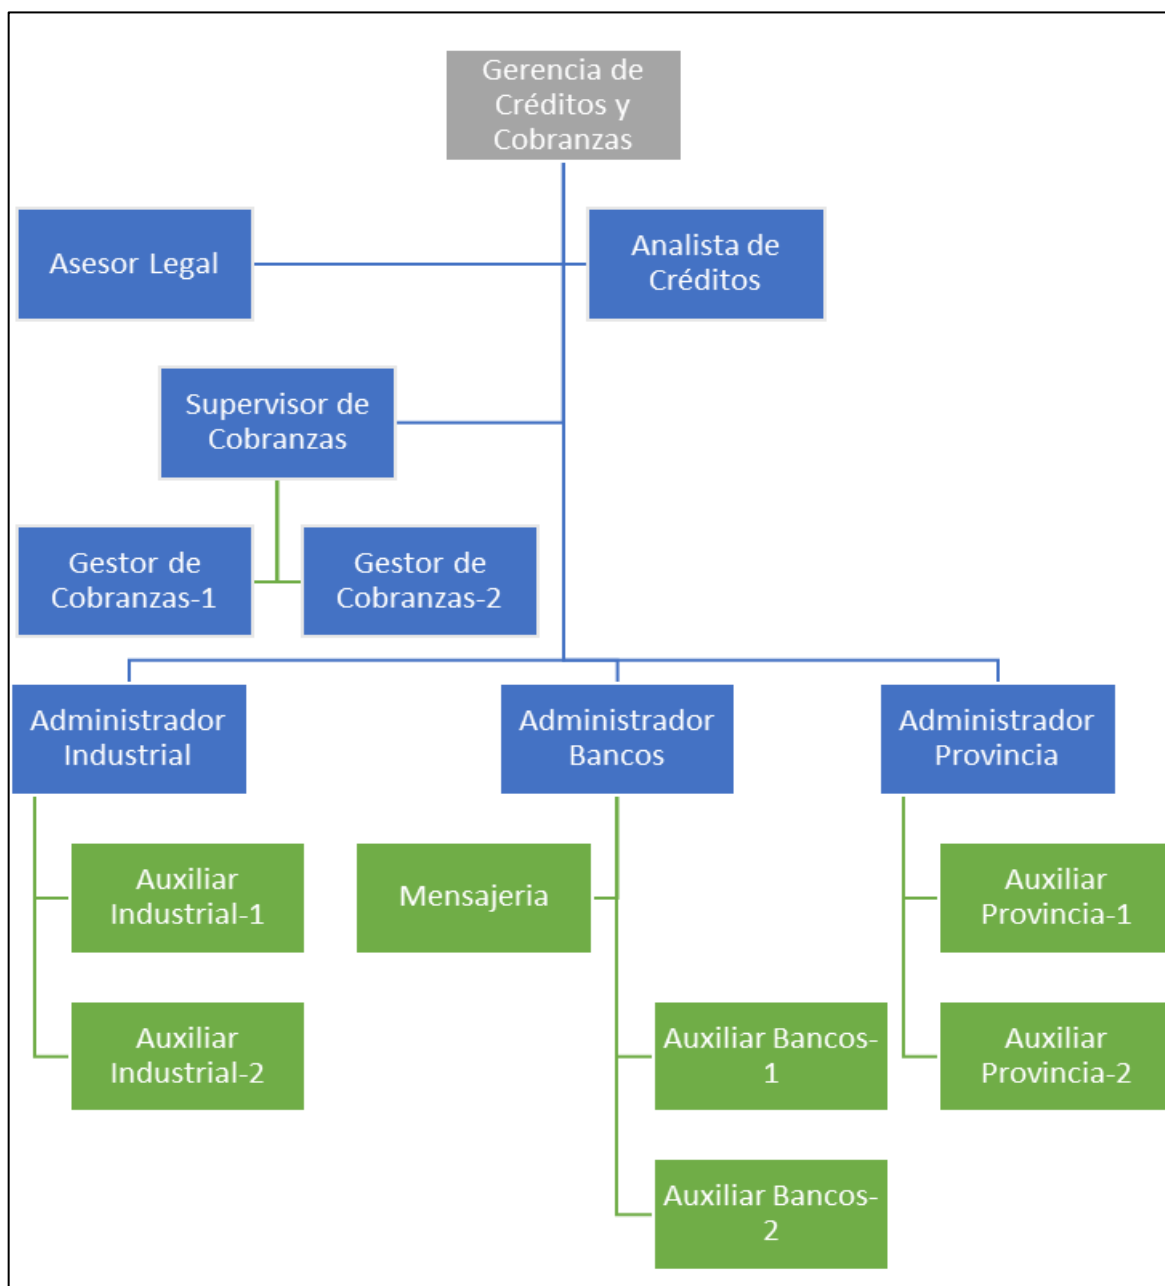 Gerencia de
Créditos y
Cobranzas
Asesor Legal
Analista de
Créditos
Supervisor de
Cobranzas
Gestor de
Cobranzas-1
Gestor de
Cobranzas-2
Administrador
Industrial
Administrador
Bancos
Administrador
Provincia
Auxiliar
Industrial-1
Mensajeria
Auxiliar
Provincia-1
Auxiliar
Industrial-2
Auxiliar Bancos-
1
Auxiliar
Provincia-2
Auxiliar Bancos-
2